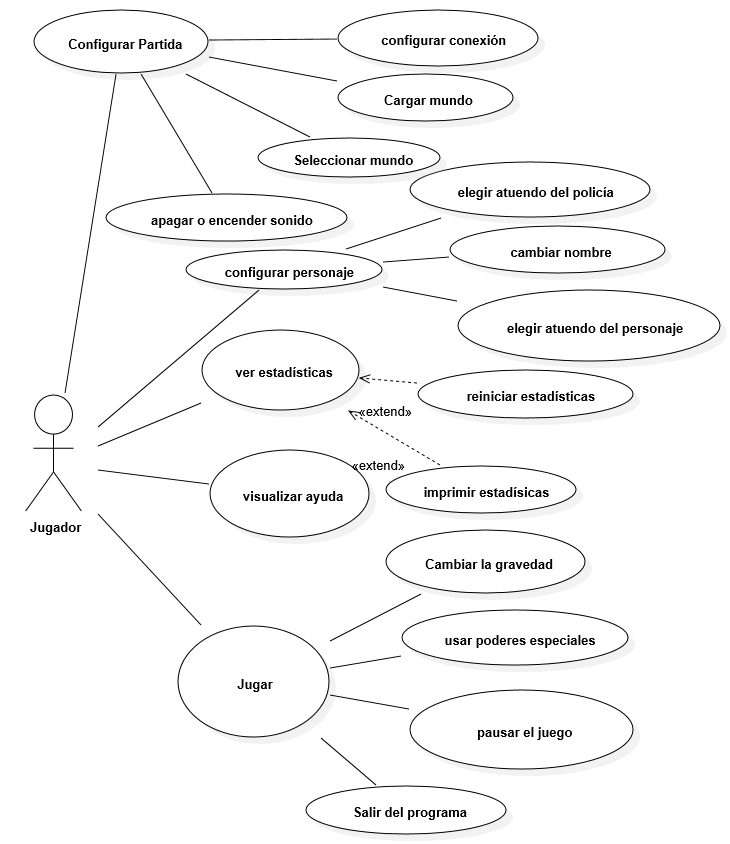 Configurar Partida
configurar conexión
Cargar mundo
Seleccionar mundo
elegir atuendo del policía
apagar o encender sonido
cambiar nombre
configurar personaje
elegir atuendo del personaje
ver estadísticas
reiniciar estadísticas
«extend»
«extend»
imprimir estadísicas
visualizar ayuda
Jugador
Cambiar la gravedad
usar poderes especiales
Jugar
pausar el juego
Salir del programa